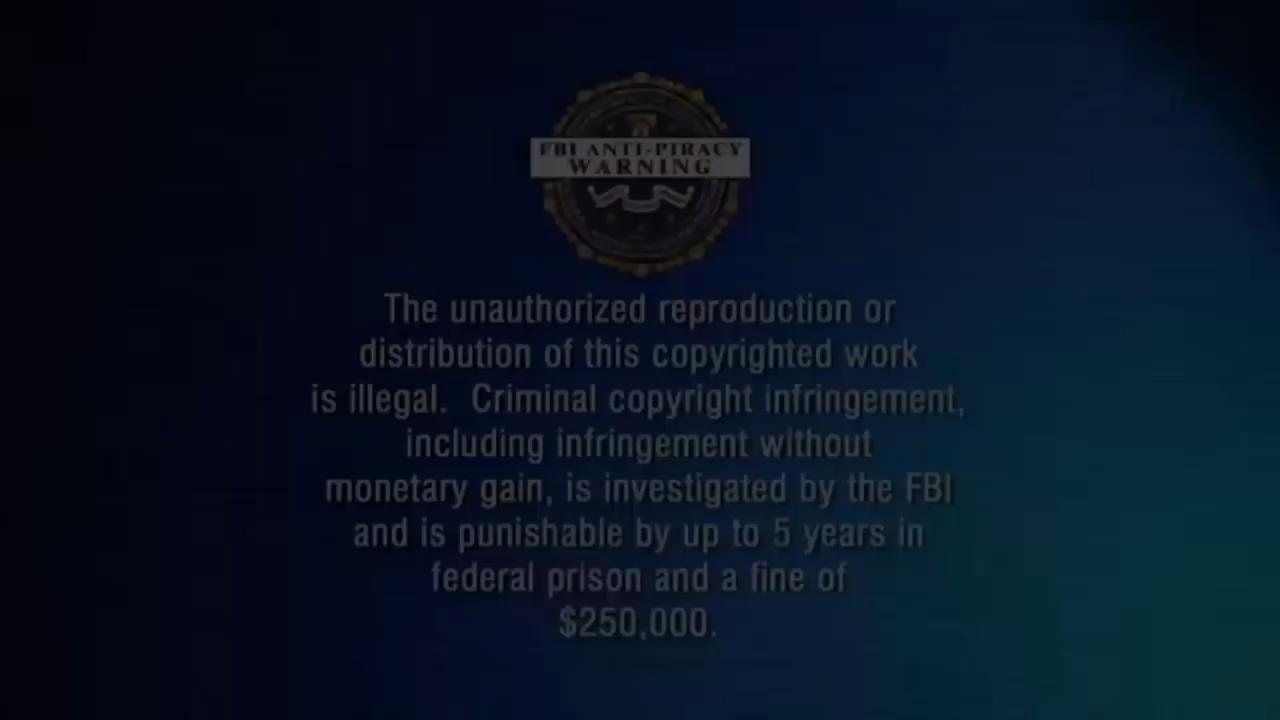 FBI ANTI-PIRACY
WARNING
The unauthorized reproduction or
distribution of this copyrighted work
is illegal.  Criminal copyright infringement,
including infringement without
monetary gain, is investigated by the FBI
and is punishable by up to 5 years in
federal prison and a fine of
$250,000.